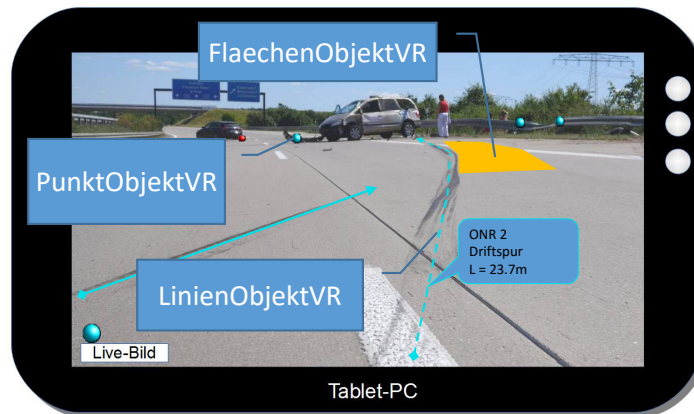 FlaechenObjektVR
PunktObjektVR
ONR 2
Driftspur
L = 23.7m
LinienObjektVR
Live-Bild
Tablet-PC